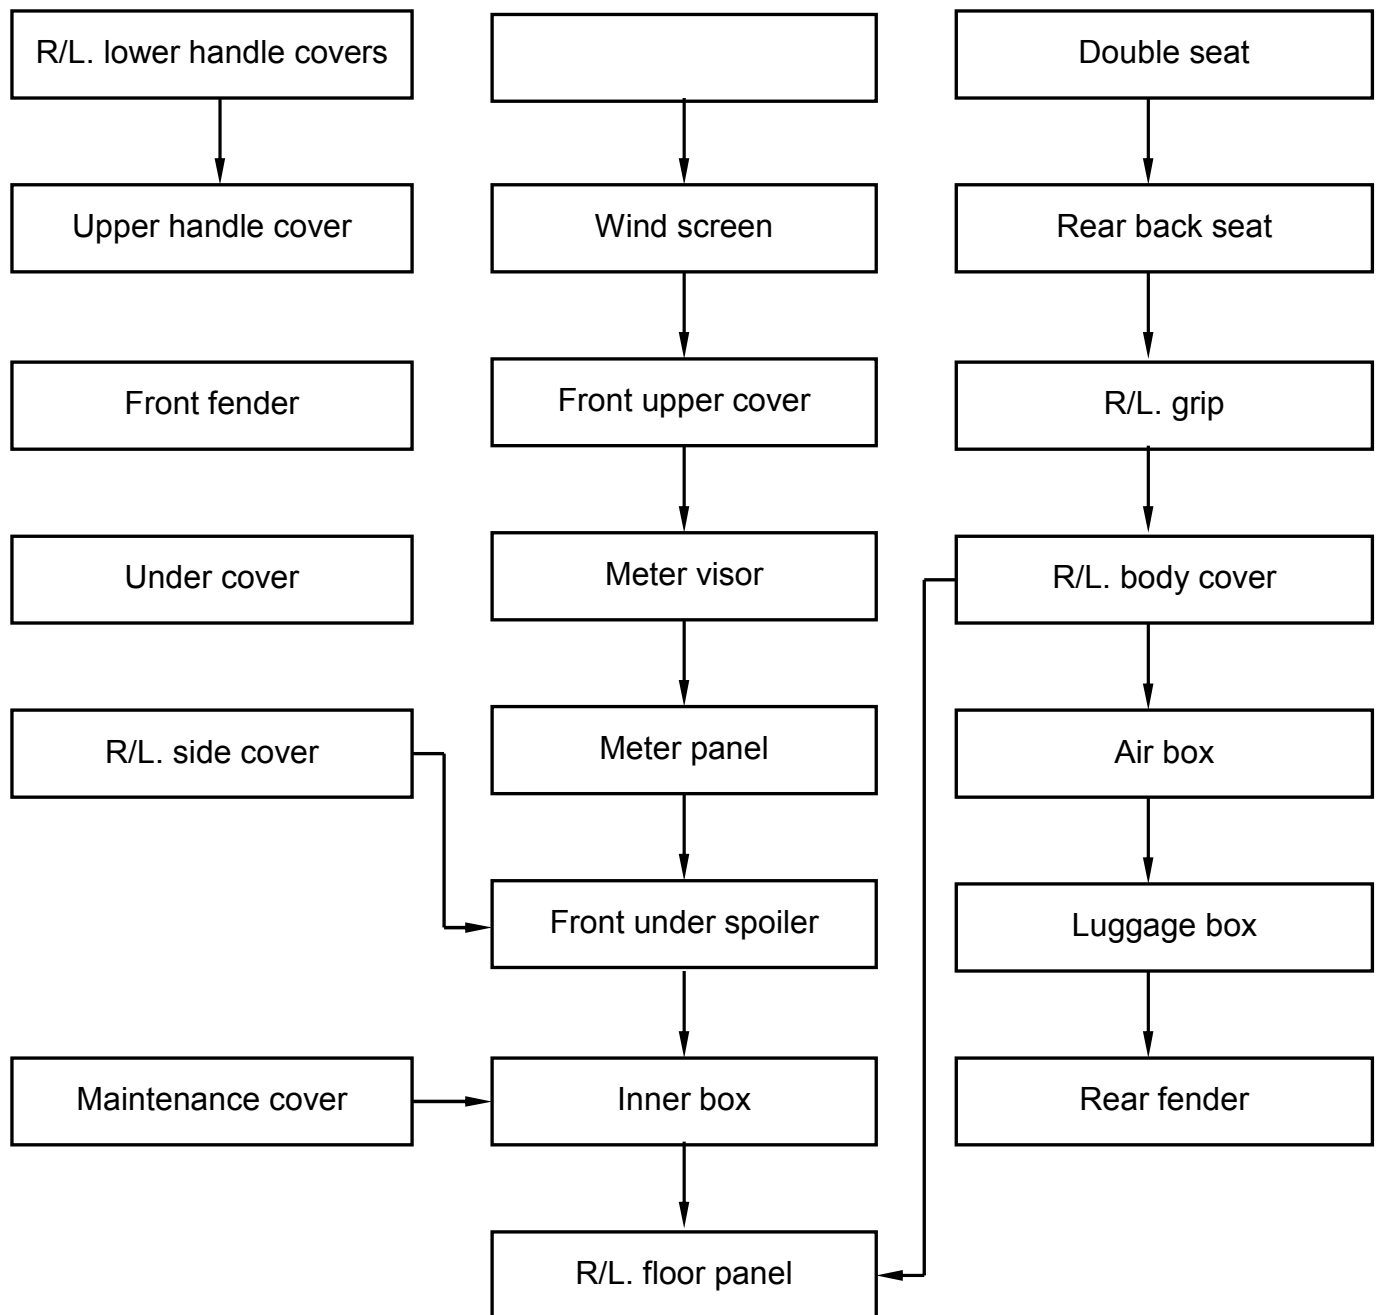 R/L. lower handle covers
Double seat
Upper handle cover
Wind screen
Rear back seat
Front fender
Front upper cover
R/L. grip
Under cover
Meter visor
R/L. body cover
R/L. side cover
Meter panel
Air box
Front under spoiler
Luggage box
Maintenance cover
Inner box
Rear fender
R/L. floor panel